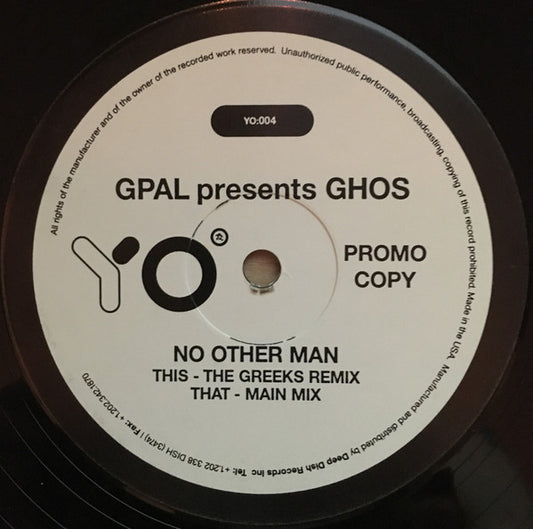 All rights of the manufacturer and of the owner of the recorded work reserved. Unauthorized public performance, broadcasting, copying of this record prohibited. Made in the USA. Manufactured and distributed by Deep Dish Records Inc Tel: +1.202 338 DISH (3474) | Fax: +1.202.342.1870
YO:004
GPAL presents GHOS
YO
PROMO
COPY
NO OTHER MAN
THIS - THE GREEKS REMIX
THAT - MAIN MIX